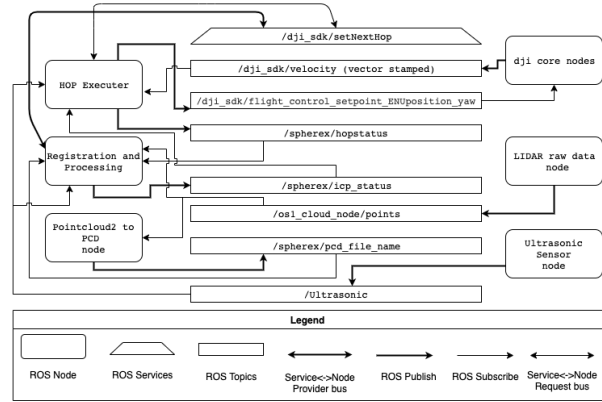 /dji_sdk/setNextHop
HOP Executer
/dji_sdk/velocity (vector stamped)
dji core nodes
/dji_sdk/flight_control_setpoint_ENUposition_yaw
/spherex/hopstatus
Registration and
Processing
LIDAR raw data
node
/spherex/icp_status
/os1_cloud_node/points
Pointcloud2 to
PCD
node
/spherex/pcd_file_name
Ultrasonic
Sensor
node
/Ultrasonic
Legend
ROS Node
ROS Services
ROS Topics
Service<->Node
Provider bus
ROS Publish
ROS Subscribe
Service<->Node
Request bus